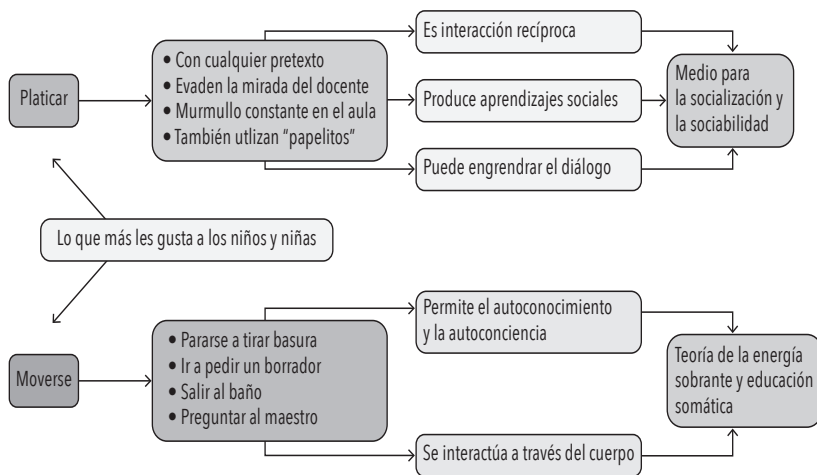 Platicar
• Con cualquier pretexto
• Evaden la mirada del docente
• Murmullo constante en el aula
• También utlizan "papelitos"
Es interacción recíproca
Produce aprendizajes sociales
Puede engrendrar el diálogo
Medio para
la socialización y
la sociabilidad
Lo que más les gusta a los niños y niñas
Moverse
• Pararse a tirar basura
• Ir a pedir un borrador
• Salir al baño
• Preguntar al maestro
Permite el autoconocimiento
y la autoconciencia
Se interactúa a través del cuerpo
Teoría de la energía
sobrante y educación
somática